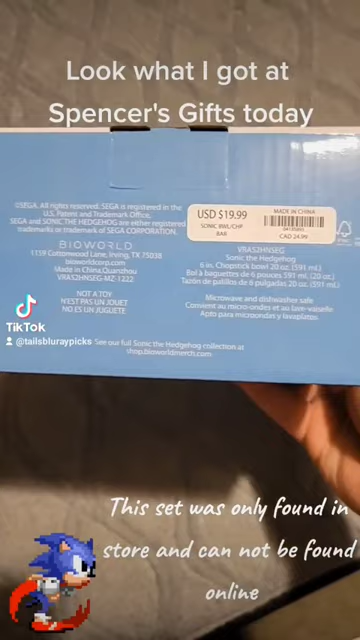 Look what I got at
Spencer's Gifts today
©SEGA. All rights reserved. SEGA is registered in the
U.S. Patent and Trademark Office.
SEGA and SONIC THE HEDGEHOG are either registered
trademarks or trademarks of SEGA CORPORATION.
BIOWORLD
1159 Cottonwood Lane, Irving, TX 75038
bioworldcorp.com
Made in China, Quanzhou
VRAS2HNSEG-MZ-1222
NOT A TOY
N'EST PAS UN JOUET
NO ES UN JUGUETE
USD $19.99
SONIC BWL/CHP
BAR
MADE IN CHINA
CAD 24.99
FSC
VRAS2HNSEG
Sonic the Hedgehog
6 in. Chopstick bowl 20 oz. (591 mL)
Bol à baguettes de 6 pouces 591 mL (20 oz.)
Tazón de palillos de 6 pulgadas 20 oz. (591 mL)
Microwave and dishwasher safe
Convient au micro-ondes et au lave-vaisselle
Apto para microondas y lavaplatos.
See our full Sonic the Hedgehog collection at
shop.bioworldmerch.com
TikTok
@tailsbluraypicks
This set was only found in
store and can not be found
online